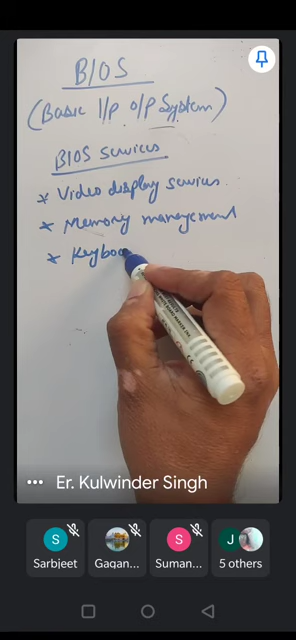 BIOS
(Basic I/p o/p System)
BIOS Services
* Video display services.
* Memory management
* Keyboa
••• Er. Kulwinder Singh
S
S
J
Sarbjeet
Gagan...
Suman...
5 others